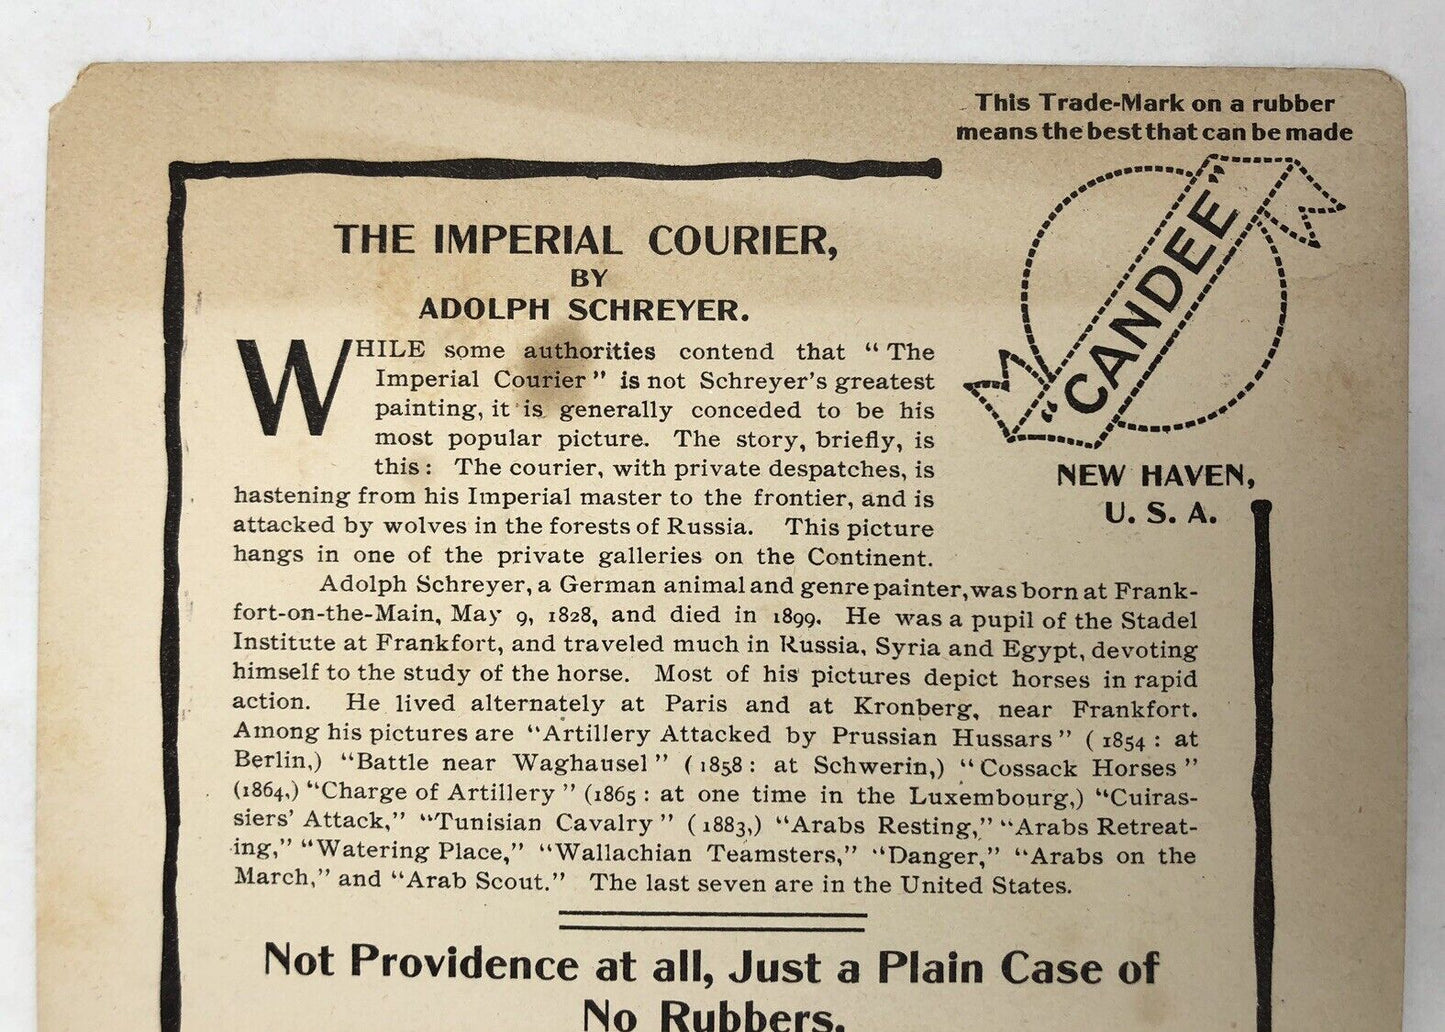 This Trade-Mark on a rubber
means the best that can be made
"CANDEE"
NEW HAVEN,
U. S. A.
THE IMPERIAL COURIER,
BY
ADOLPH SCHREYER.
WHILE some authorities contend that "The
Imperial Courier" is not Schreyer's greatest
painting, it is generally conceded to be his
most popular picture. The story, briefly, is
this: The courier, with private despatches, is
hastening from his Imperial master to the frontier, and is
attacked by wolves in the forests of Russia. This picture
hangs in one of the private galleries on the Continent.
Adolph Schreyer, a German animal and genre painter, was born at Frank-
fort-on-the-Main, May 9, 1828, and died in 1899. He was a pupil of the Stadel
Institute at Frankfort, and traveled much in Russia, Syria and Egypt, devoting
himself to the study of the horse. Most of his pictures depict horses in rapid
action. He lived alternately at Paris and at Kronberg, near Frankfort.
Among his pictures are "Artillery Attacked by Prussian Hussars" (1854: at
Berlin,) "Battle near Waghausel" (1858: at Schwerin,) "Cossack Horses"
(1864,) "Charge of Artillery" (1865: at one time in the Luxembourg,) "Cuiras-
siers' Attack," "Tunisian Cavalry" (1883,) "Arabs Resting," "Arabs Retreat-
ing," "Watering Place," "Wallachian Teamsters," "Danger," "Arabs on the
March," and "Arab Scout." The last seven are in the United States.
Not Providence at all, Just a Plain Case of
No Rubbers.